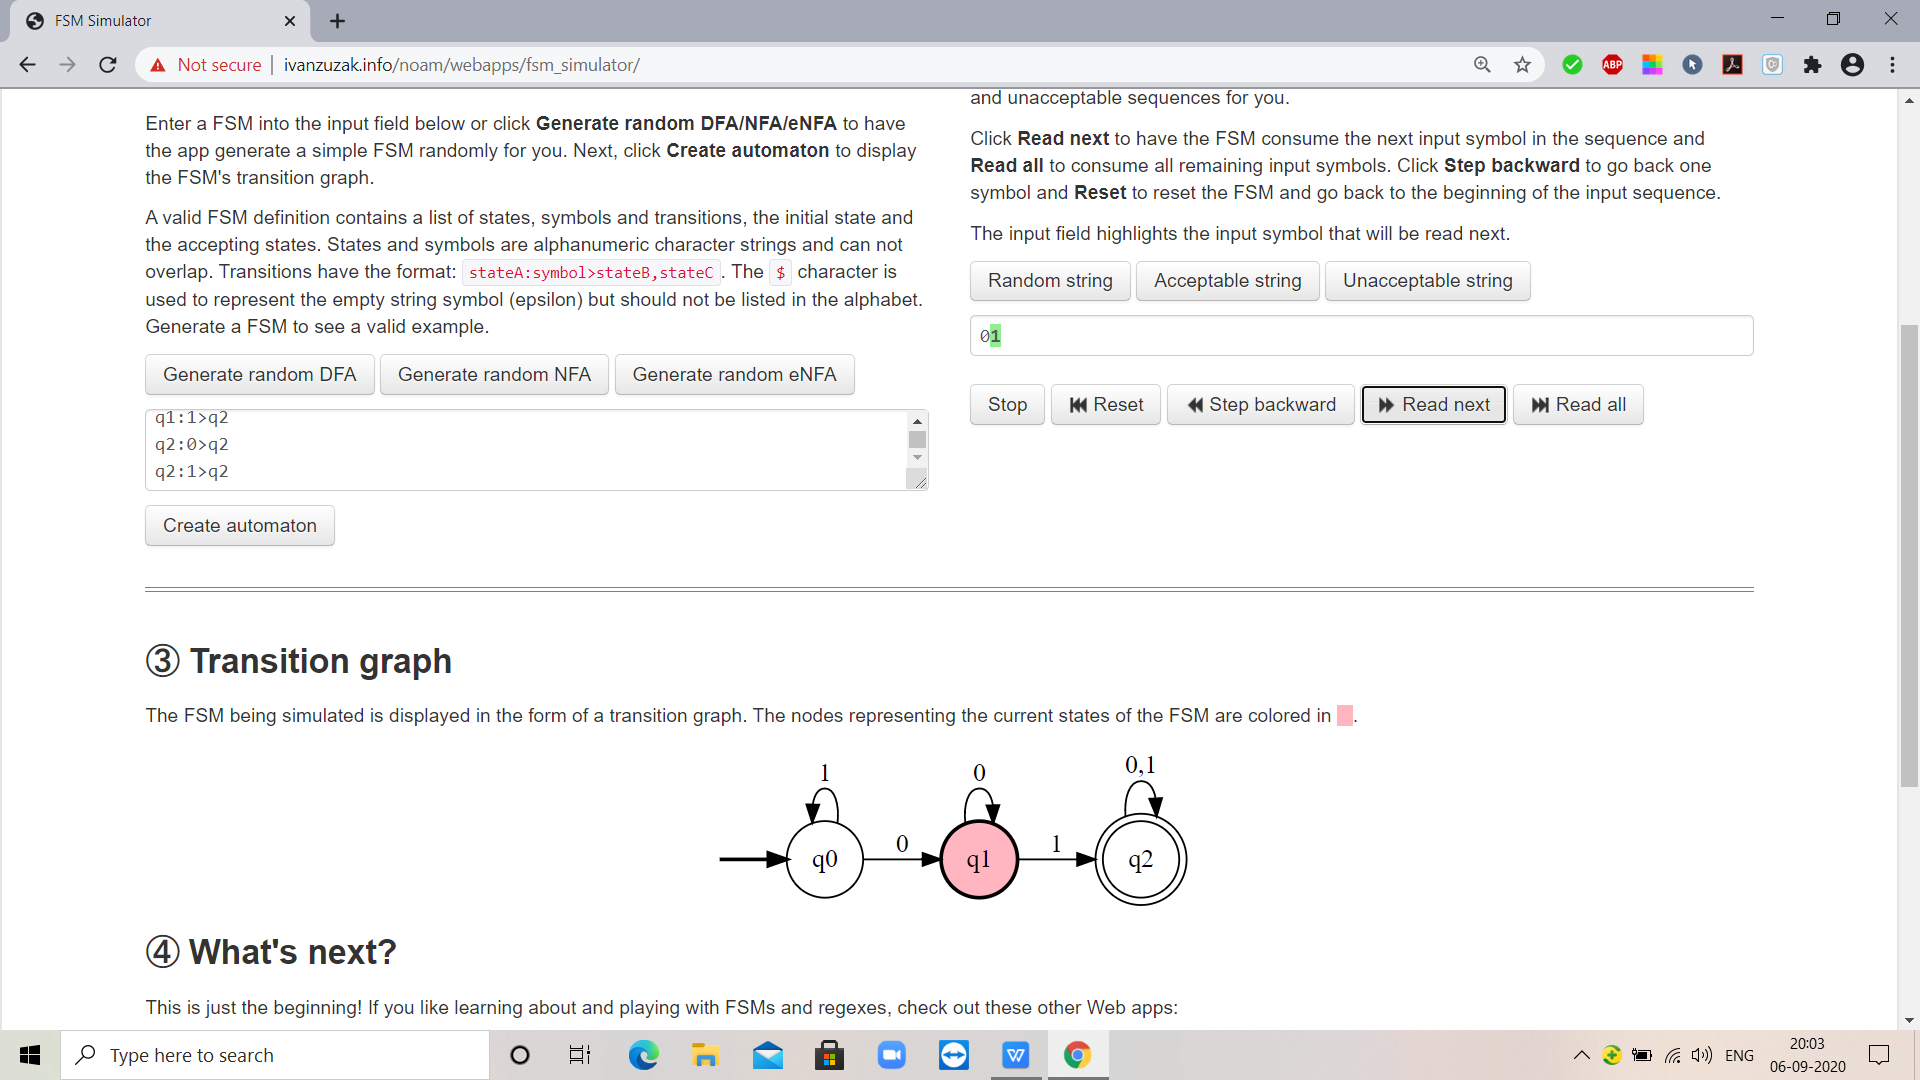 FSM Simulator
Not secure | ivanzuzak.info/noam/webapps/fsm_simulator/
ABP
Enter a FSM into the input field below or click Generate random DFA/NFA/eNFA to have
the app generate a simple FSM randomly for you. Next, click Create automaton to display
the FSM's transition graph.
A valid FSM definition contains a list of states, symbols and transitions, the initial state and
the accepting states. States and symbols are alphanumeric character strings and can not
overlap. Transitions have the format: stateA:symbol>stateB,stateC. The $ character is
used to represent the empty string symbol (epsilon) but should not be listed in the alphabet.
Generate a FSM to see a valid example.
Generate random DFA Generate random NFA Generate random eNFA
q1:1>q2
q2:0>q2
q2:1>q2
Create automaton
and unacceptable sequences for you.
Click Read next to have the FSM consume the next input symbol in the sequence and
Read all to consume all remaining input symbols. Click Step backward to go back one
symbol and Reset to reset the FSM and go back to the beginning of the input sequence.
The input field highlights the input symbol that will be read next.
Random string Acceptable string Unacceptable string
01
Stop Reset Step backward Read next Read all
③ Transition graph
The FSM being simulated is displayed in the form of a transition graph. The nodes representing the current states of the FSM are colored in .
1 0 0,1
0 1
q0 q1 q2
④ What's next?
This is just the beginning! If you like learning about and playing with FSMs and regexes, check out these other Web apps:
Type here to search
W
ENG
20:03
06-09-2020